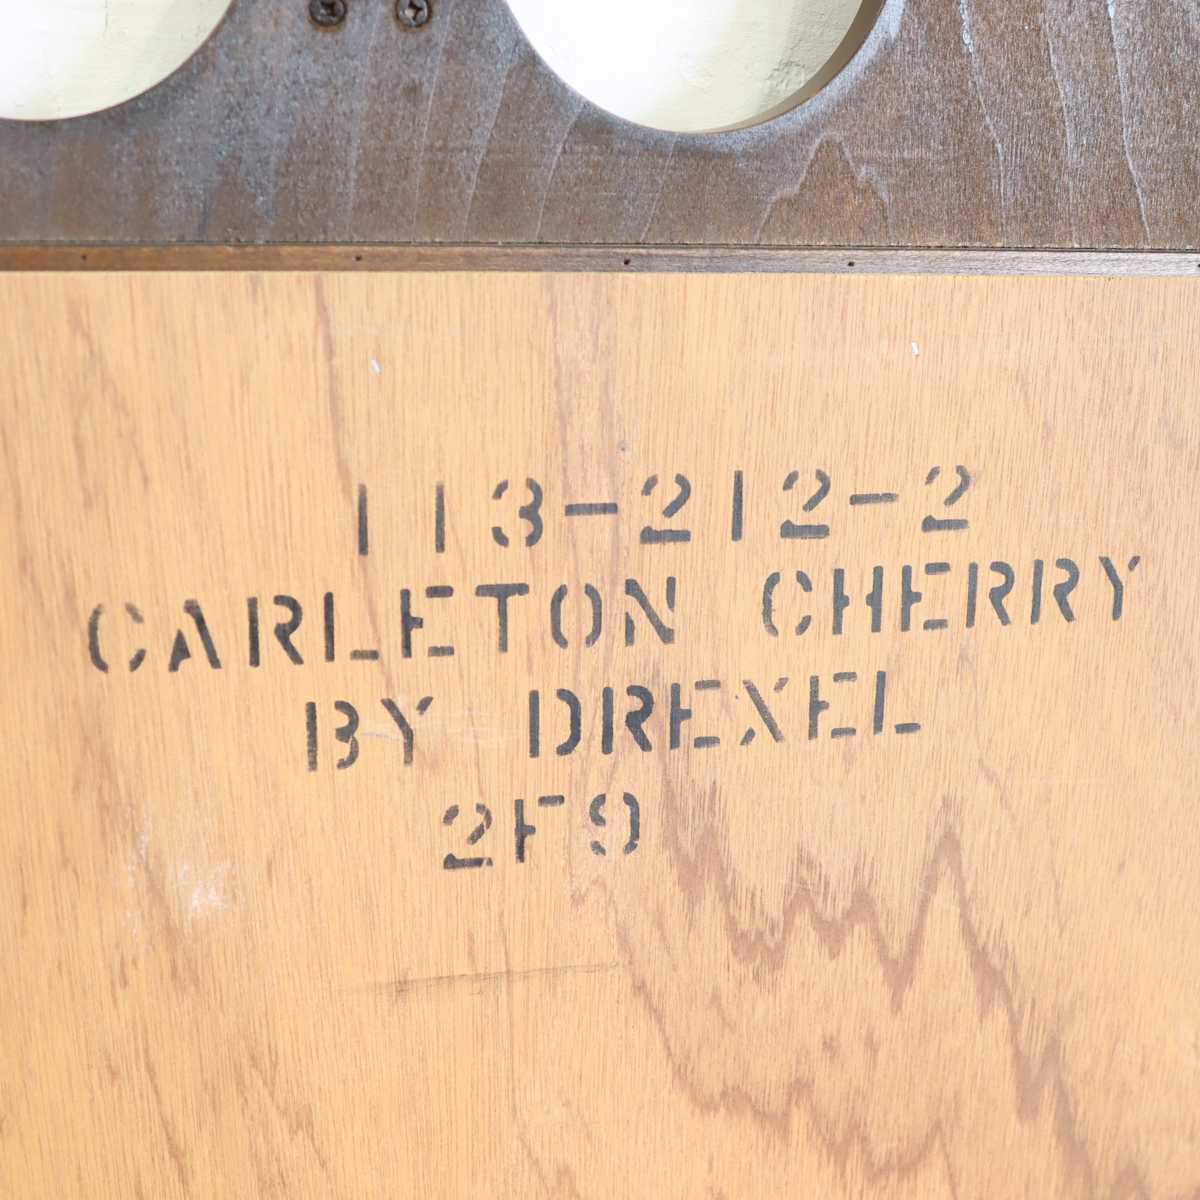 113-212-2
CARLETON CHERRY
BY DREXEL
2F9